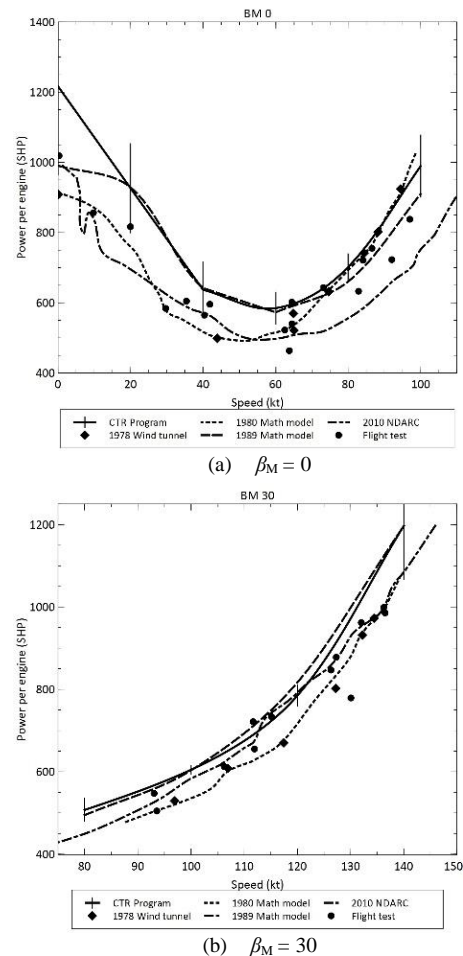 BM 0
1400
1200
1000
800
600
400
Power per engine (SHP)
0 20 40 60 80 100
Speed (kt)
CTR Program 1980 Math model 2010 NDARC
1978 Wind tunnel 1989 Math model Flight test
(a) βM = 0
BM 30
1200
1000
800
600
400
Power per engine (SHP)
80 90 100 110 120 130 140 150
Speed (kt)
CTR Program 1980 Math model 2010 NDARC
1978 Wind tunnel 1989 Math model Flight test
(b) βM = 30